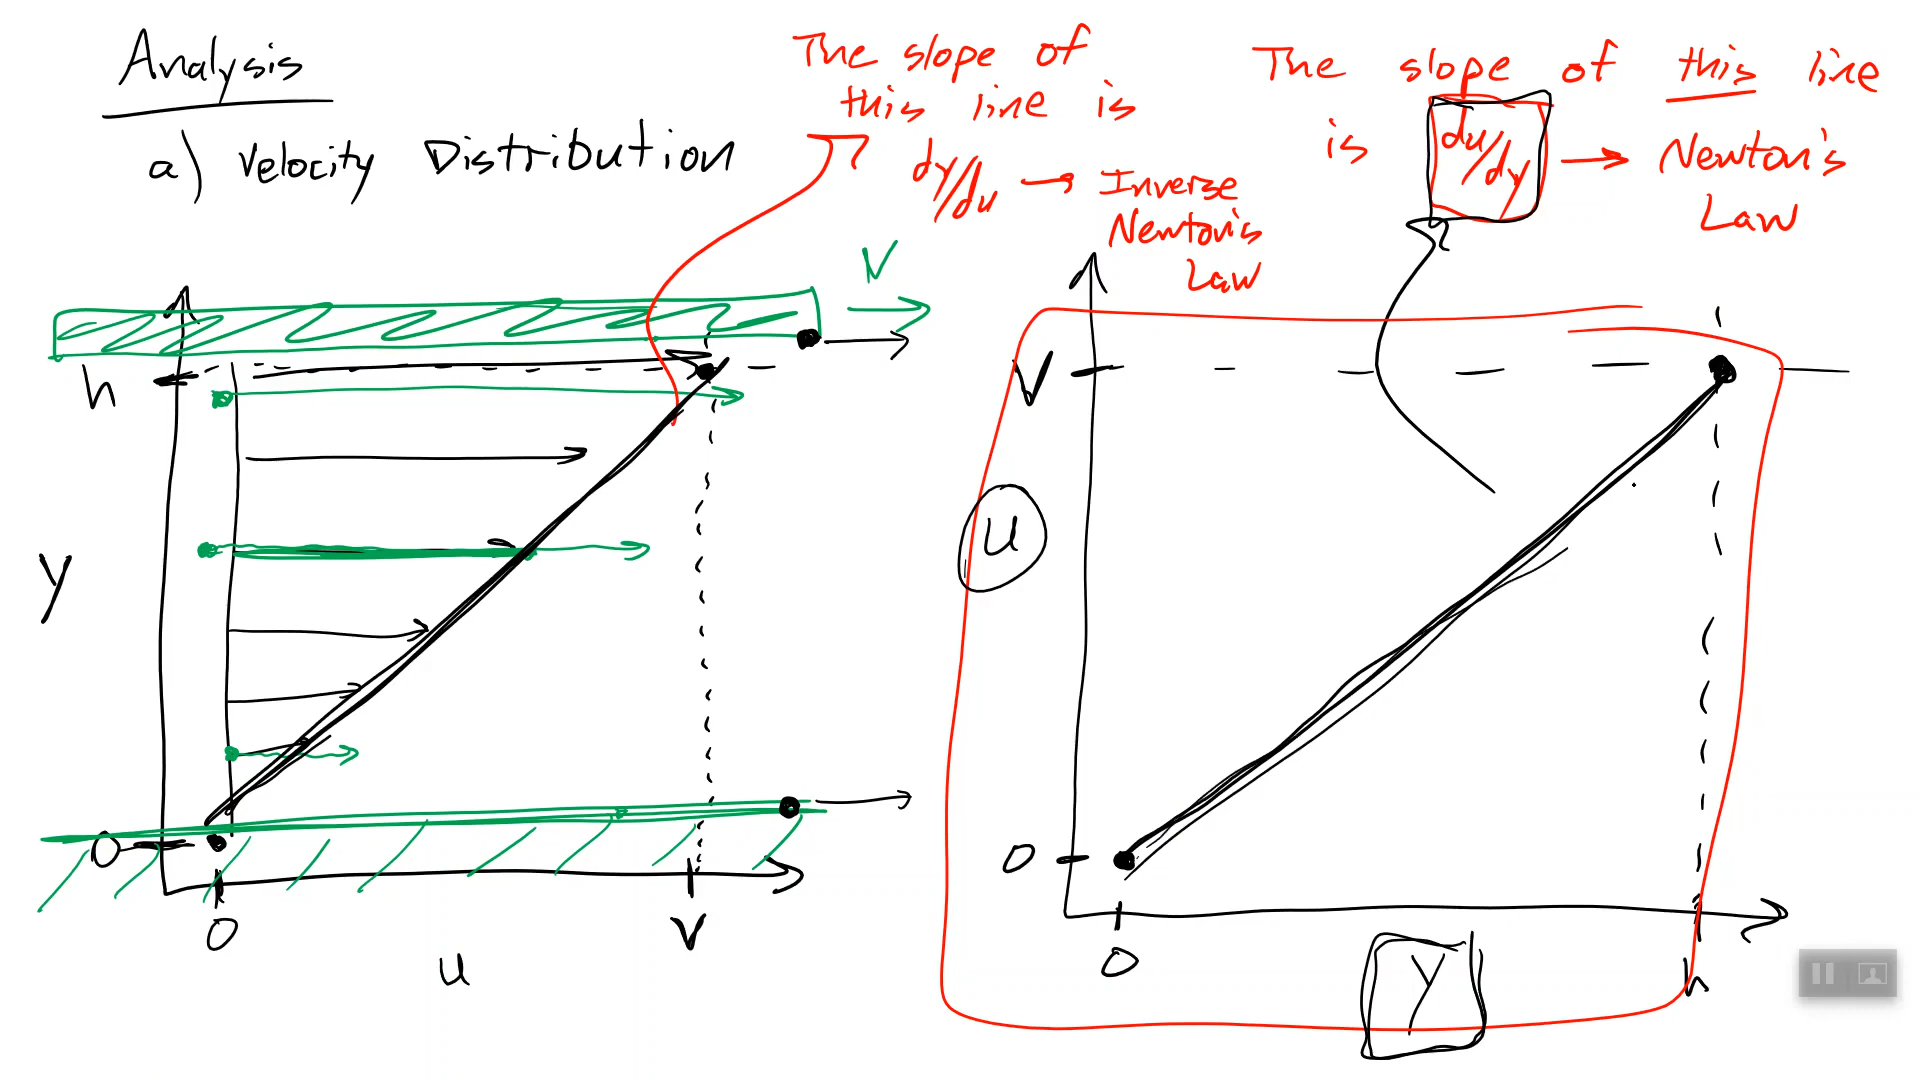 Analysis
a) Velocity Distribution
The slope of
this line is
dy/du → Inverse
Newton's
Law
The slope of this line
is du/dy → Newton's
Law
V
h
y
0
0
V
u
V
u
0
0
y
h